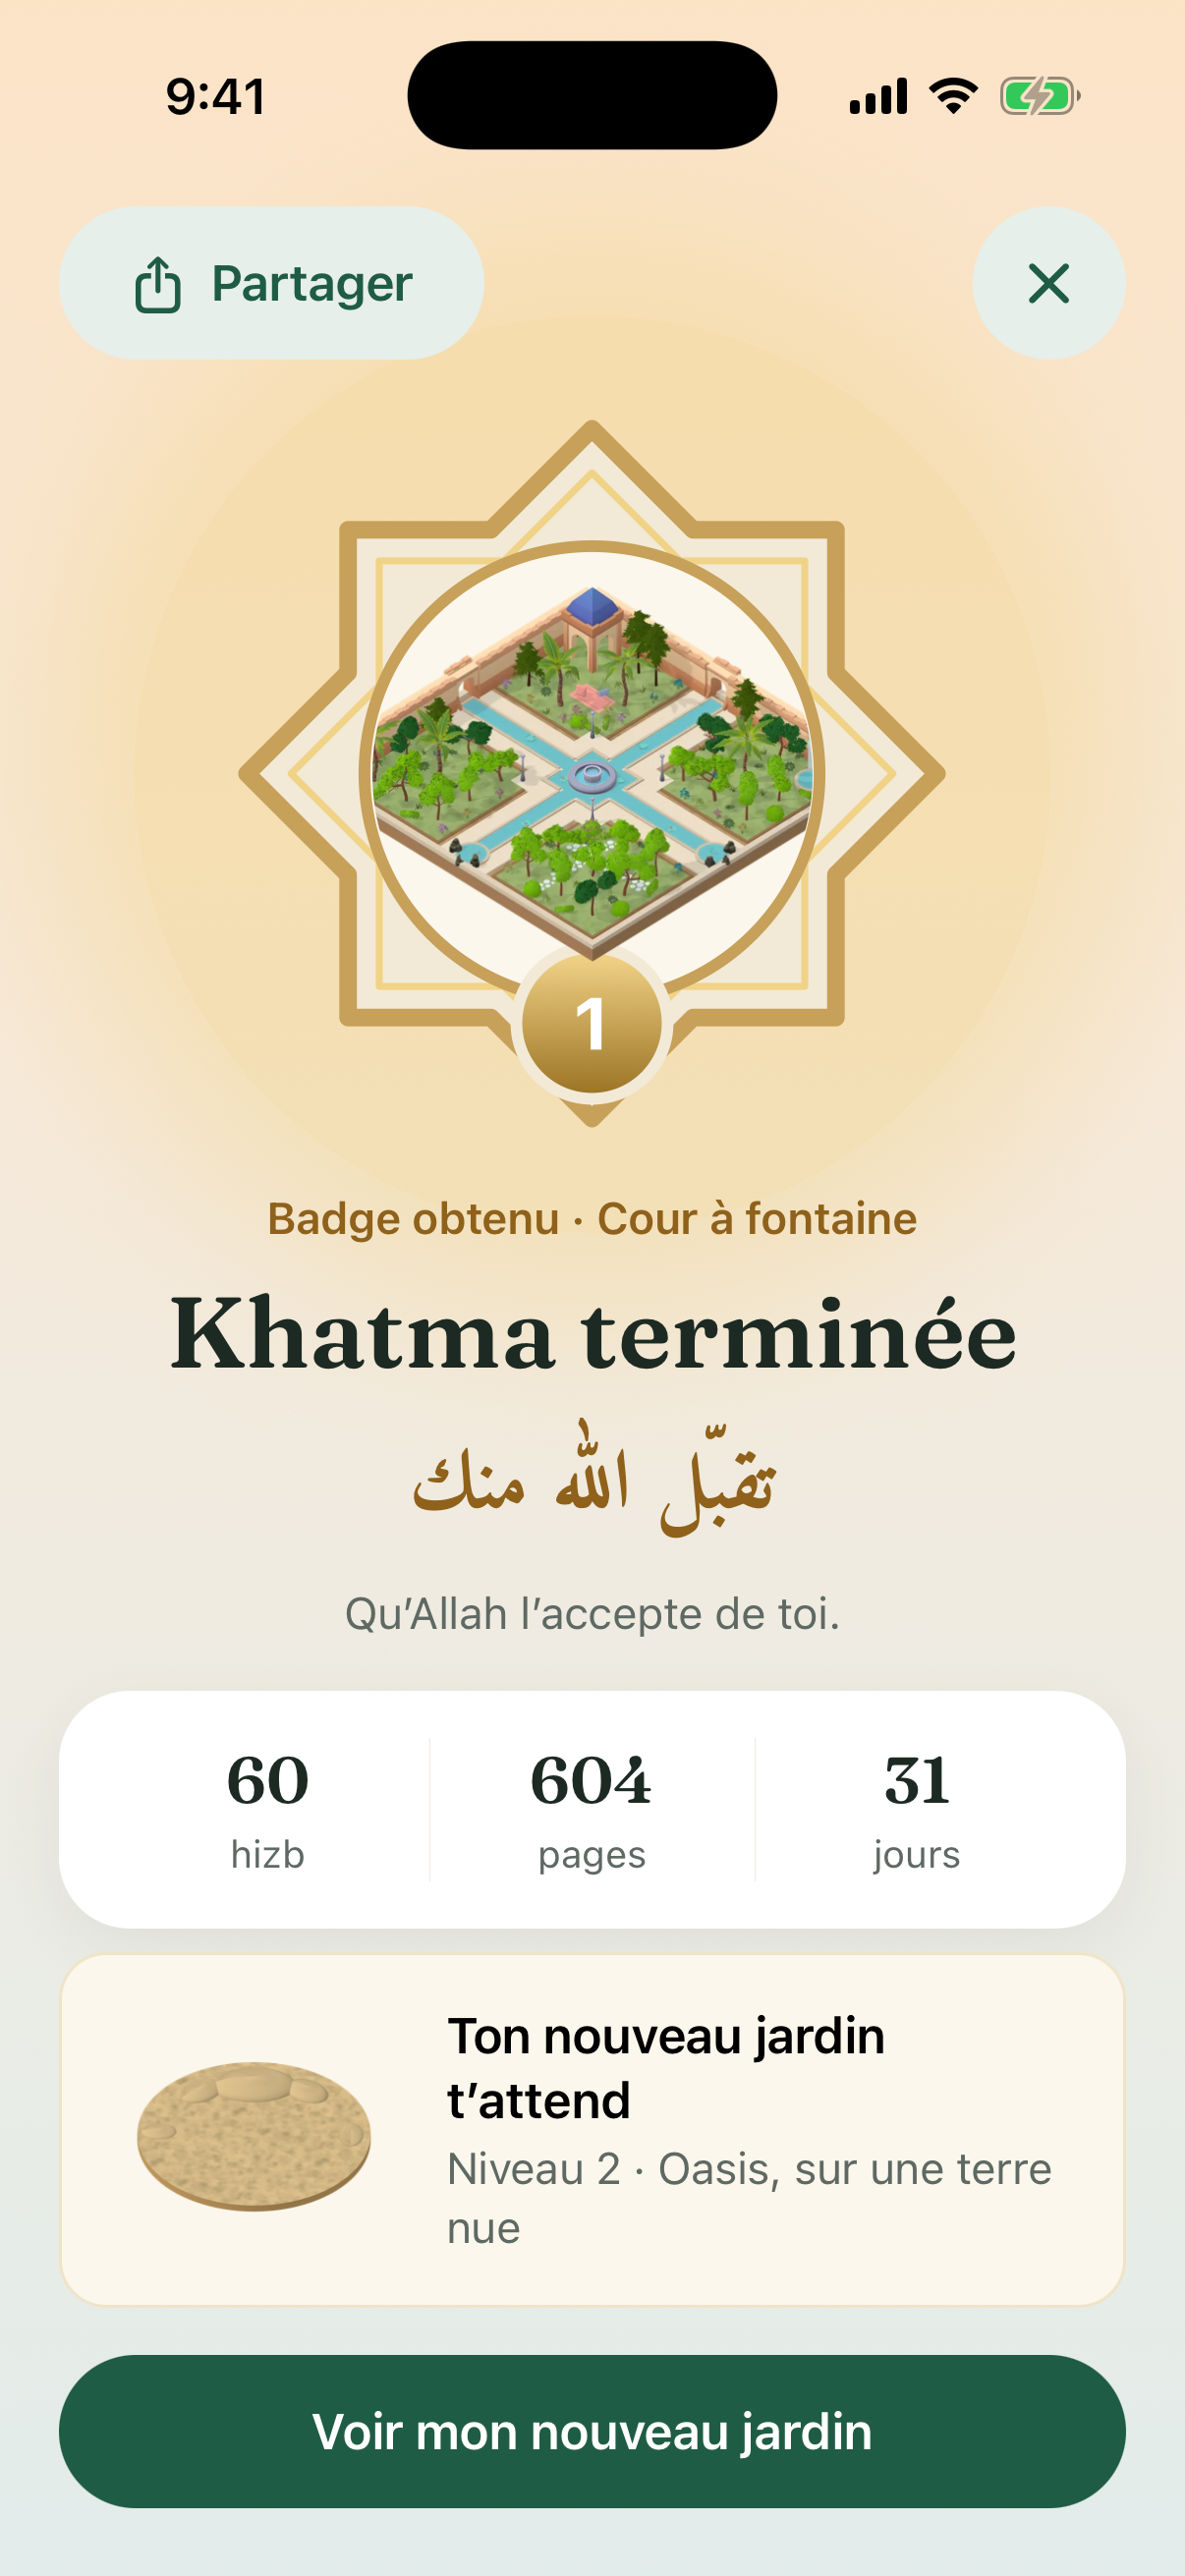 9:41
Partager
1
Badge obtenu · Cour à fontaine
Khatma terminée
تقبّل الله منك
Qu’Allah l’accepte de toi.
60
hizb
604
pages
31
jours
Ton nouveau jardin
t’attend
Niveau 2 · Oasis, sur une terre
nue
Voir mon nouveau jardin